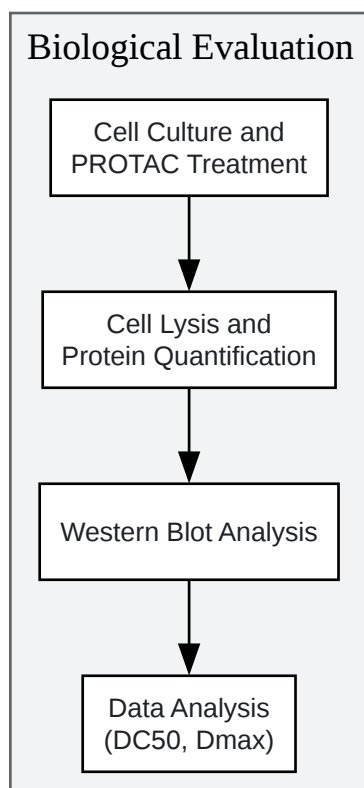 Biological Evaluation
Cell Culture and
PROTAC Treatment
Cell Lysis and
Protein Quantification
Western Blot Analysis
Data Analysis
(DC50, Dmax)